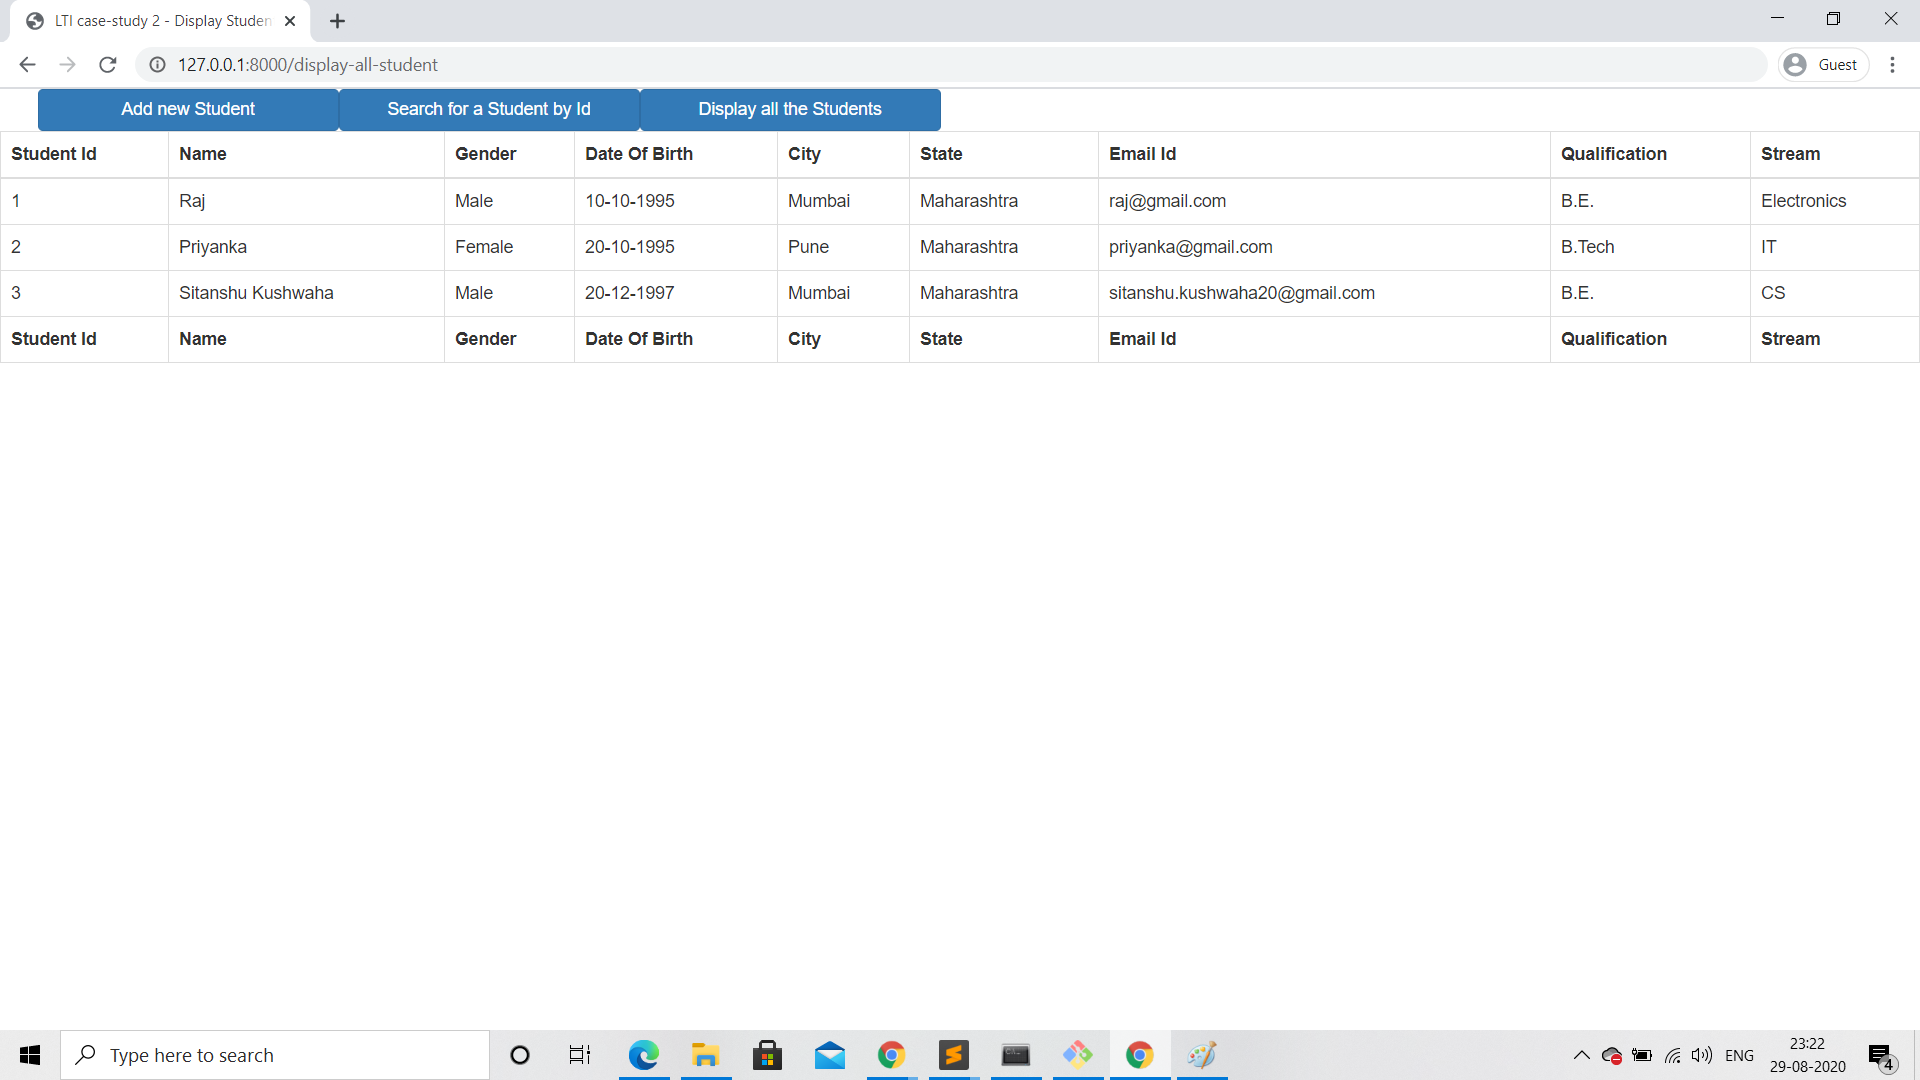 LTI case-study 2 - Display Studen
127.0.0.1:8000/display-all-student
Guest
Add new Student Search for a Student by Id Display all the Students
Student Id Name Gender Date Of Birth City State Email Id Qualification Stream
1 Raj Male 10-10-1995 Mumbai Maharashtra raj@gmail.com B.E. Electronics
2 Priyanka Female 20-10-1995 Pune Maharashtra priyanka@gmail.com B.Tech IT
3 Sitanshu Kushwaha Male 20-12-1997 Mumbai Maharashtra sitanshu.kushwaha20@gmail.com B.E. CS
Student Id Name Gender Date Of Birth City State Email Id Qualification Stream
Type here to search
ENG
23:22
29-08-2020
4